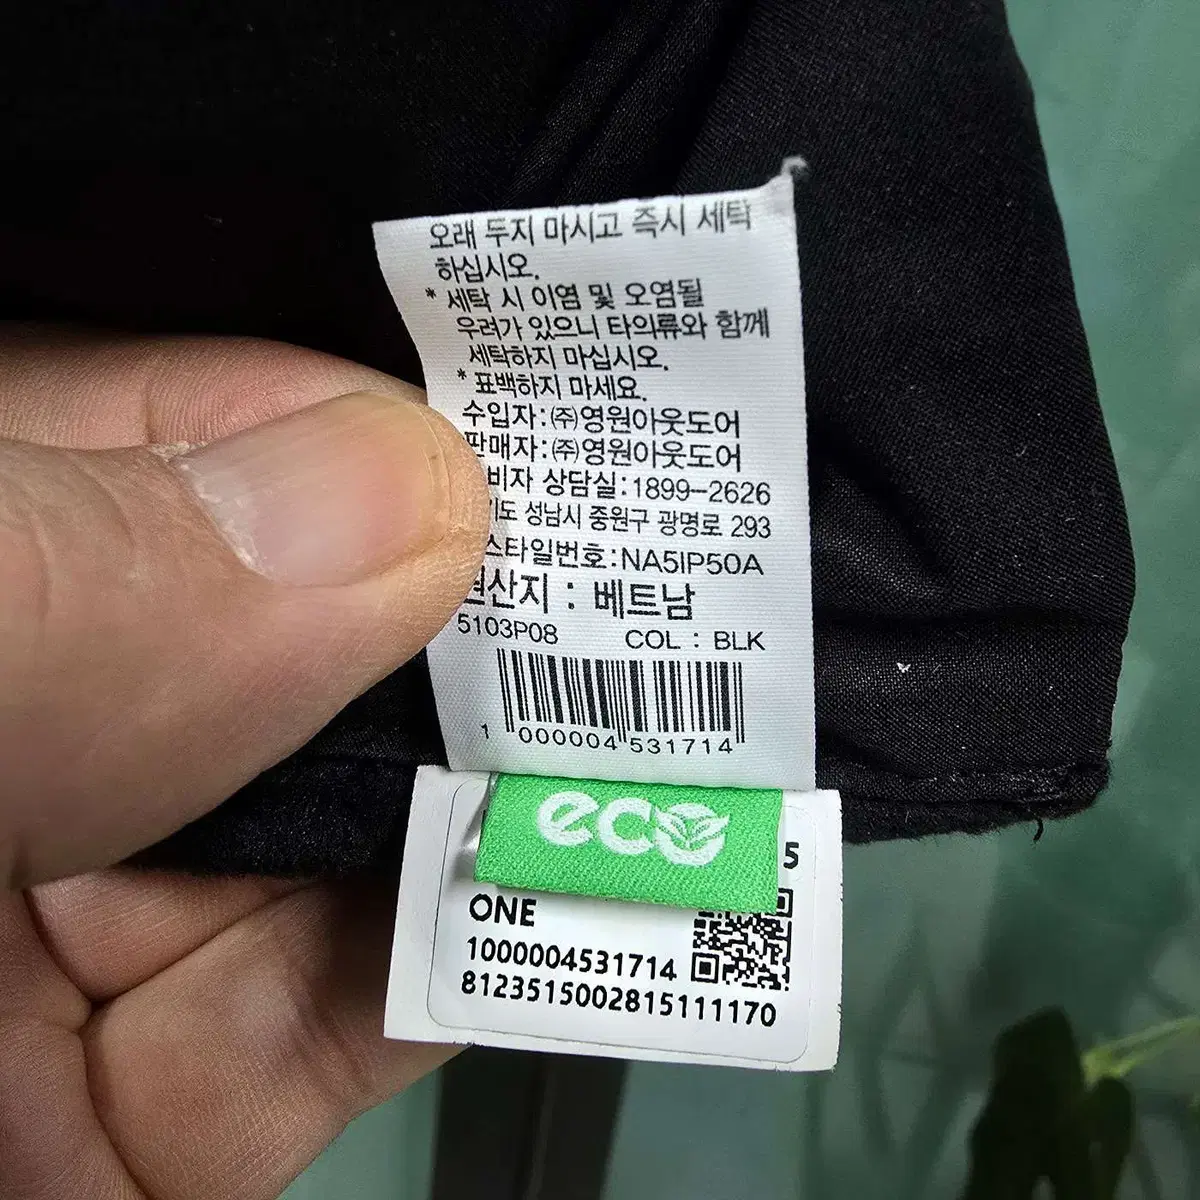 오래 두지 마시고 즉시 세탁
하십시오.
* 세탁 시 이염 및 오염될
우려가 있으니 타의류와 함께
세탁하지 마십시오.
* 표백하지 마세요.
수입자:㈜영원아웃도어
판매자:㈜영원아웃도어
비자 상담실:1899-2626
기도 성남시 중원구 광명로 293
스타일번호:NA5IP50A
원산지 : 베트남
5103P08 COL : BLK
1 000004 531714
eco
5
ONE
1000004531714
8123515002815111170